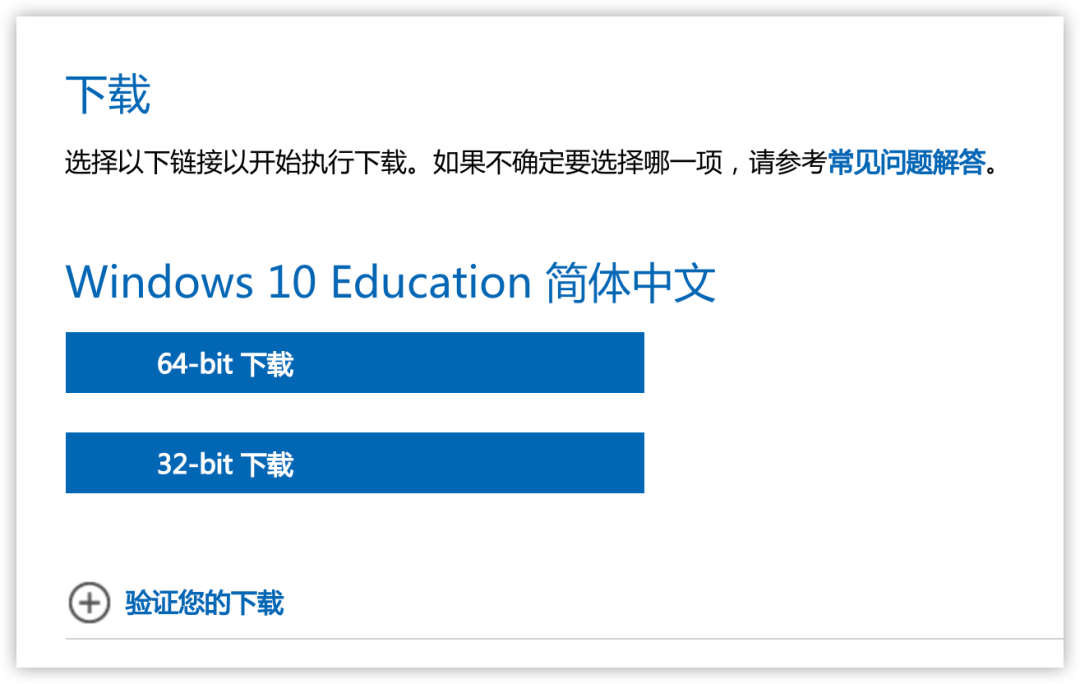 下载
选择以下链接以开始执行下载。如果不确定要选择哪一项，请参考常见问题解答。
Windows 10 Education 简体中文
64-bit 下载
32-bit 下载
验证您的下载